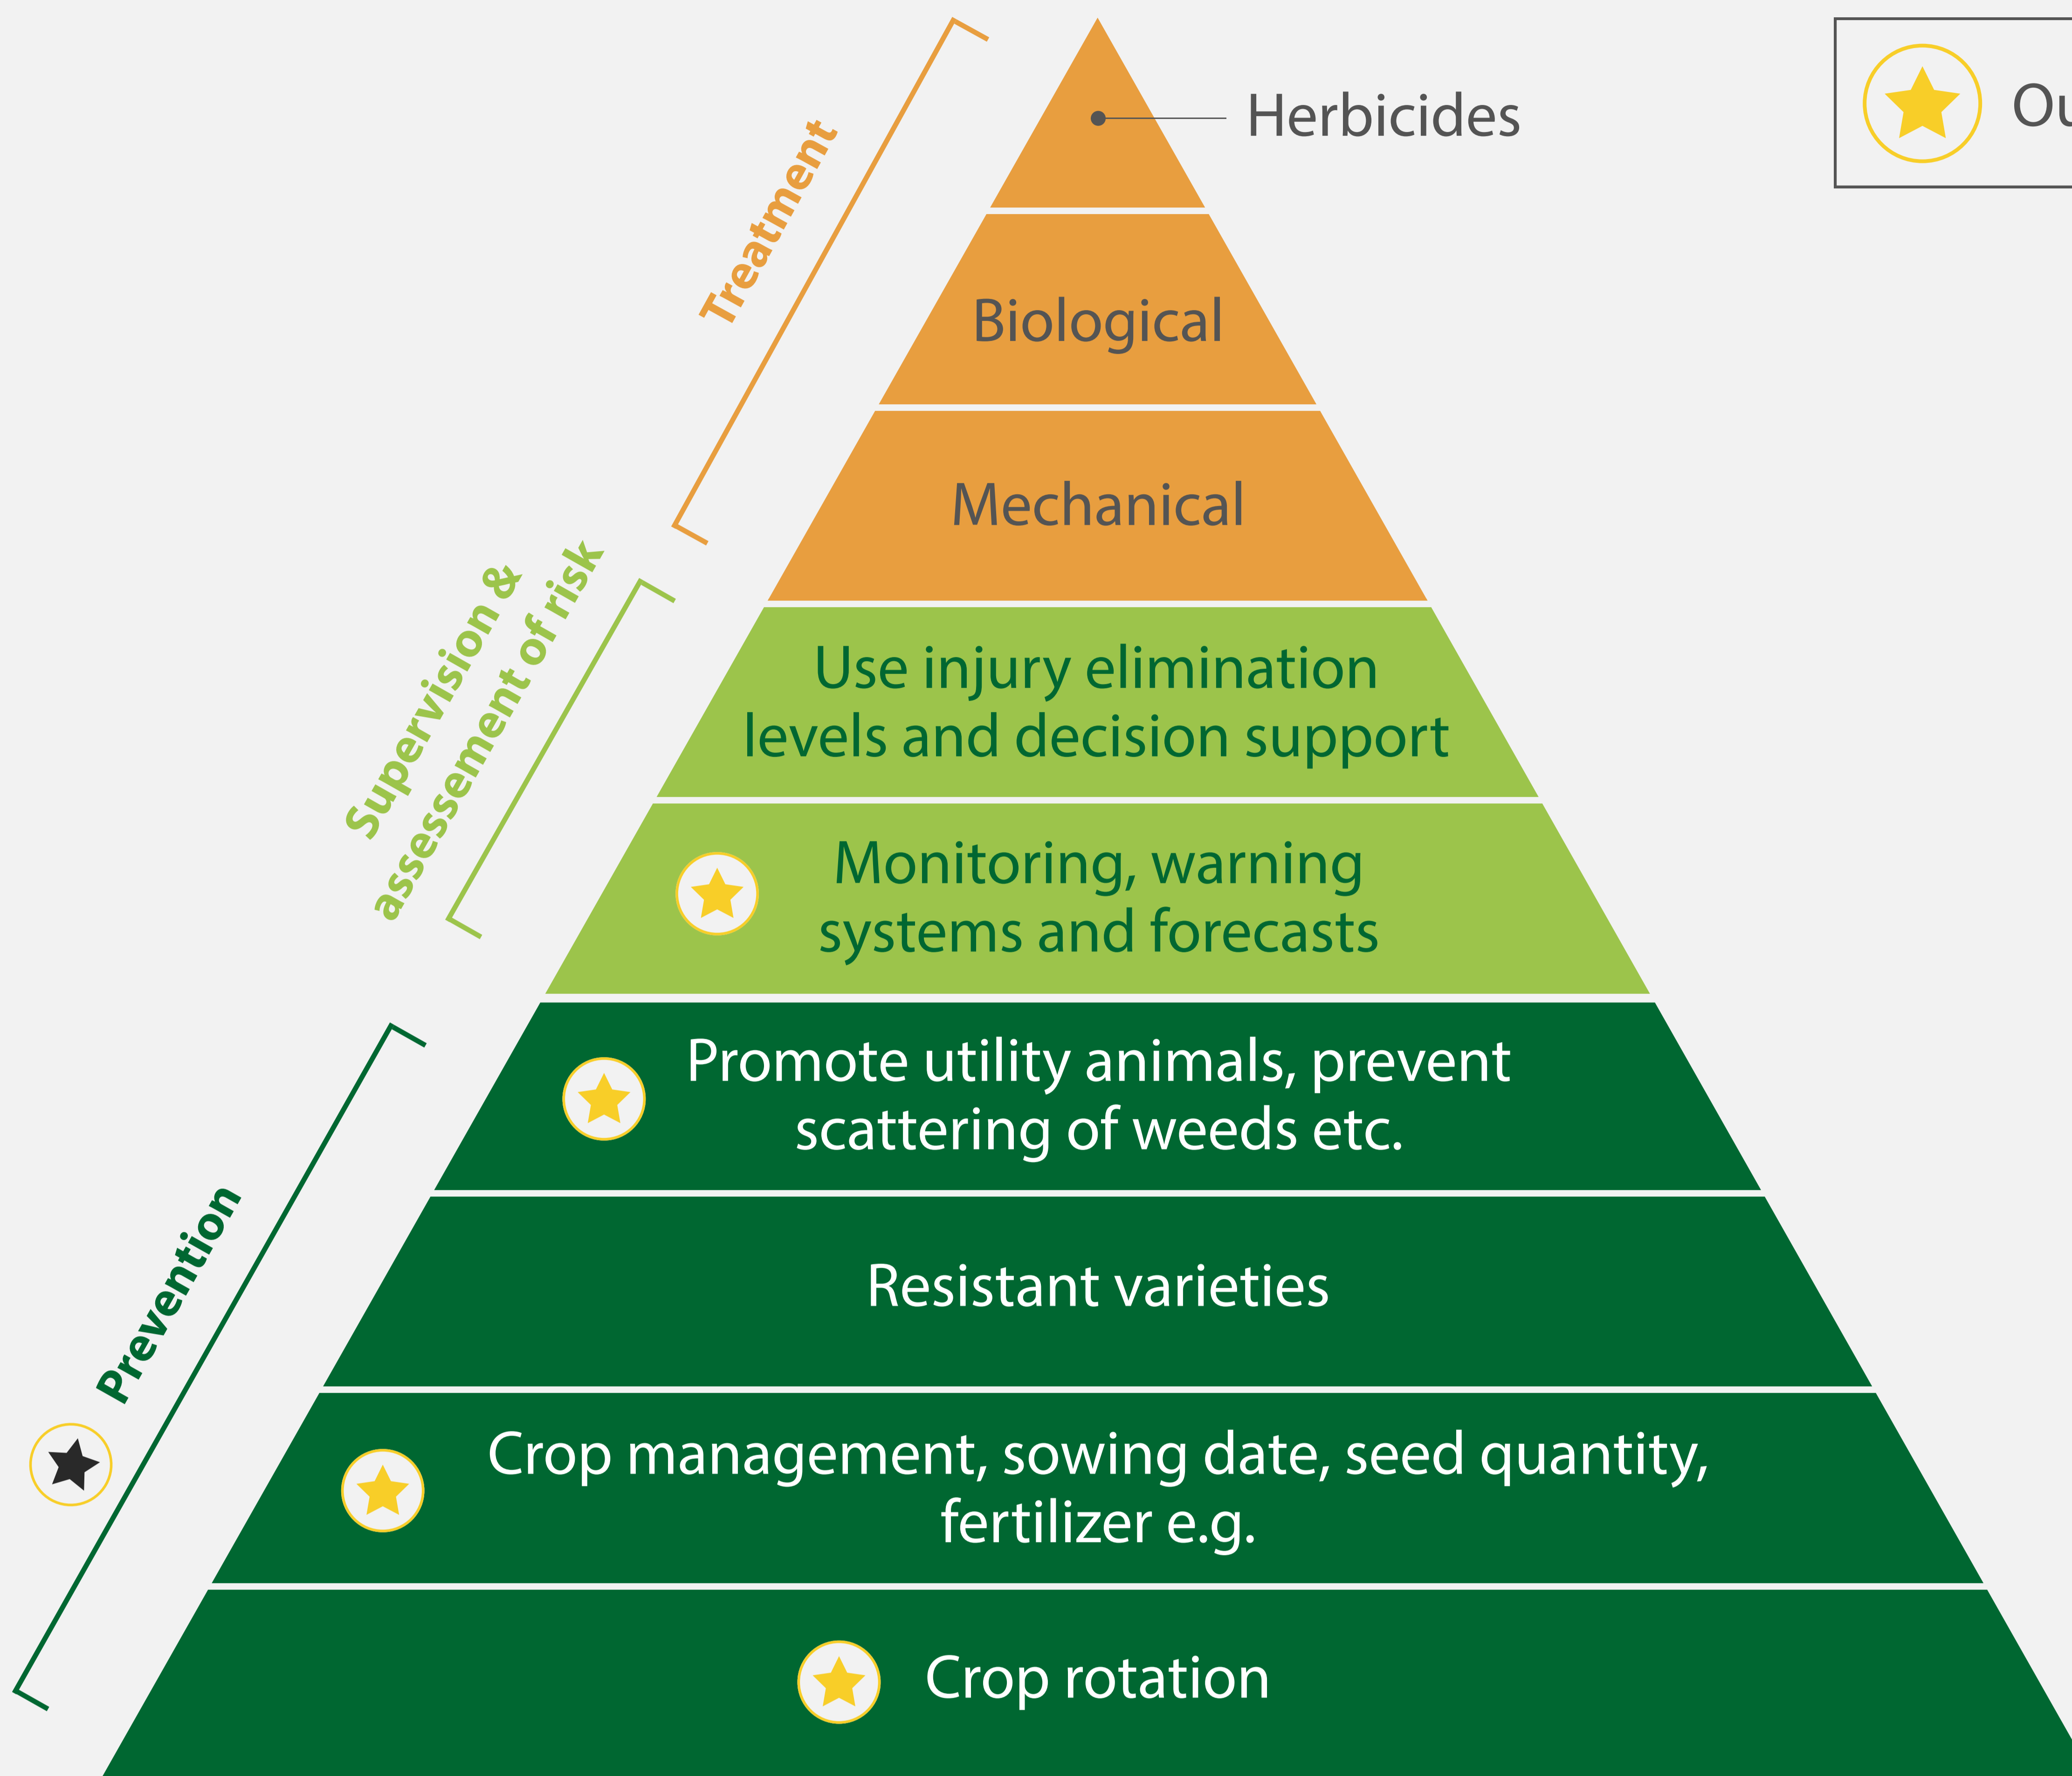 Herbicides
Ou
Treatment
Biological
Mechanical
Supervision &
assessment of risk
Use injury elimination
levels and decision support
Monitoring, warning
systems and forecasts
Prevention
Promote utility animals, prevent
scattering of weeds etc.
Resistant varieties
Crop management, sowing date, seed quantity,
fertilizer e.g.
Crop rotation